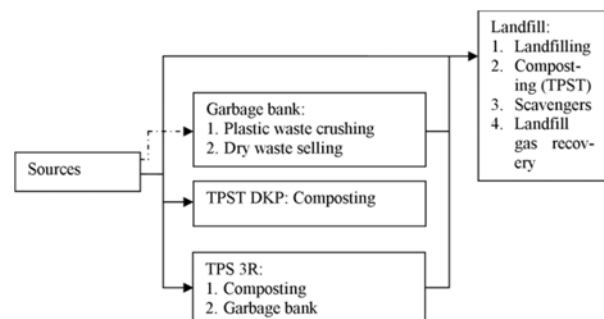 Sources
Garbage bank:
1. Plastic waste crushing
2. Dry waste selling
TPST DKP: Composting
TPS 3R:
1. Composting
2. Garbage bank
Landfill:
1. Landfilling
2. Compost-
ing (TPST)
3. Scavengers
4. Landfill
gas recov-
ery